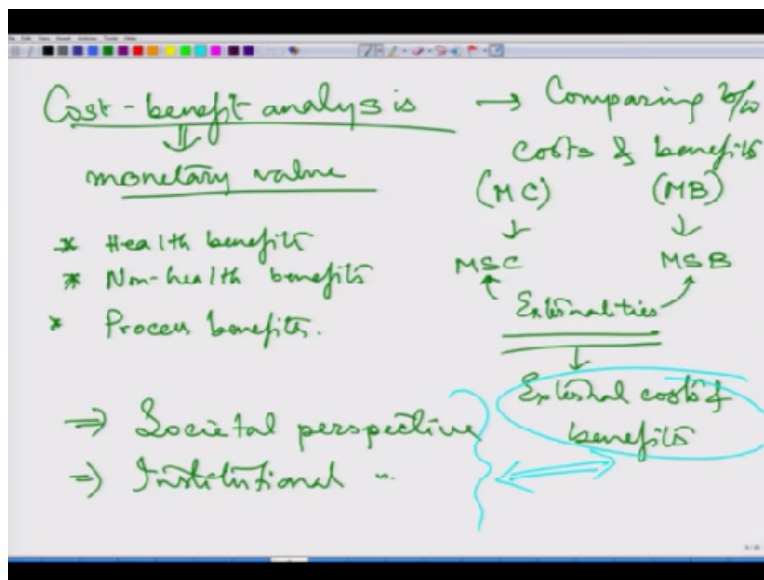 Cost-benefit analysis → Comparing b/w
costs & benefits
⇓
monetary value
(MC) (MB)
↓ ↓
MSC MSB
Externalities
↓
External costs &
benefits
* Health benefits
* Non-health benefits
* Process benefits.
⇒ Societal perspective
⇒ Institutional "